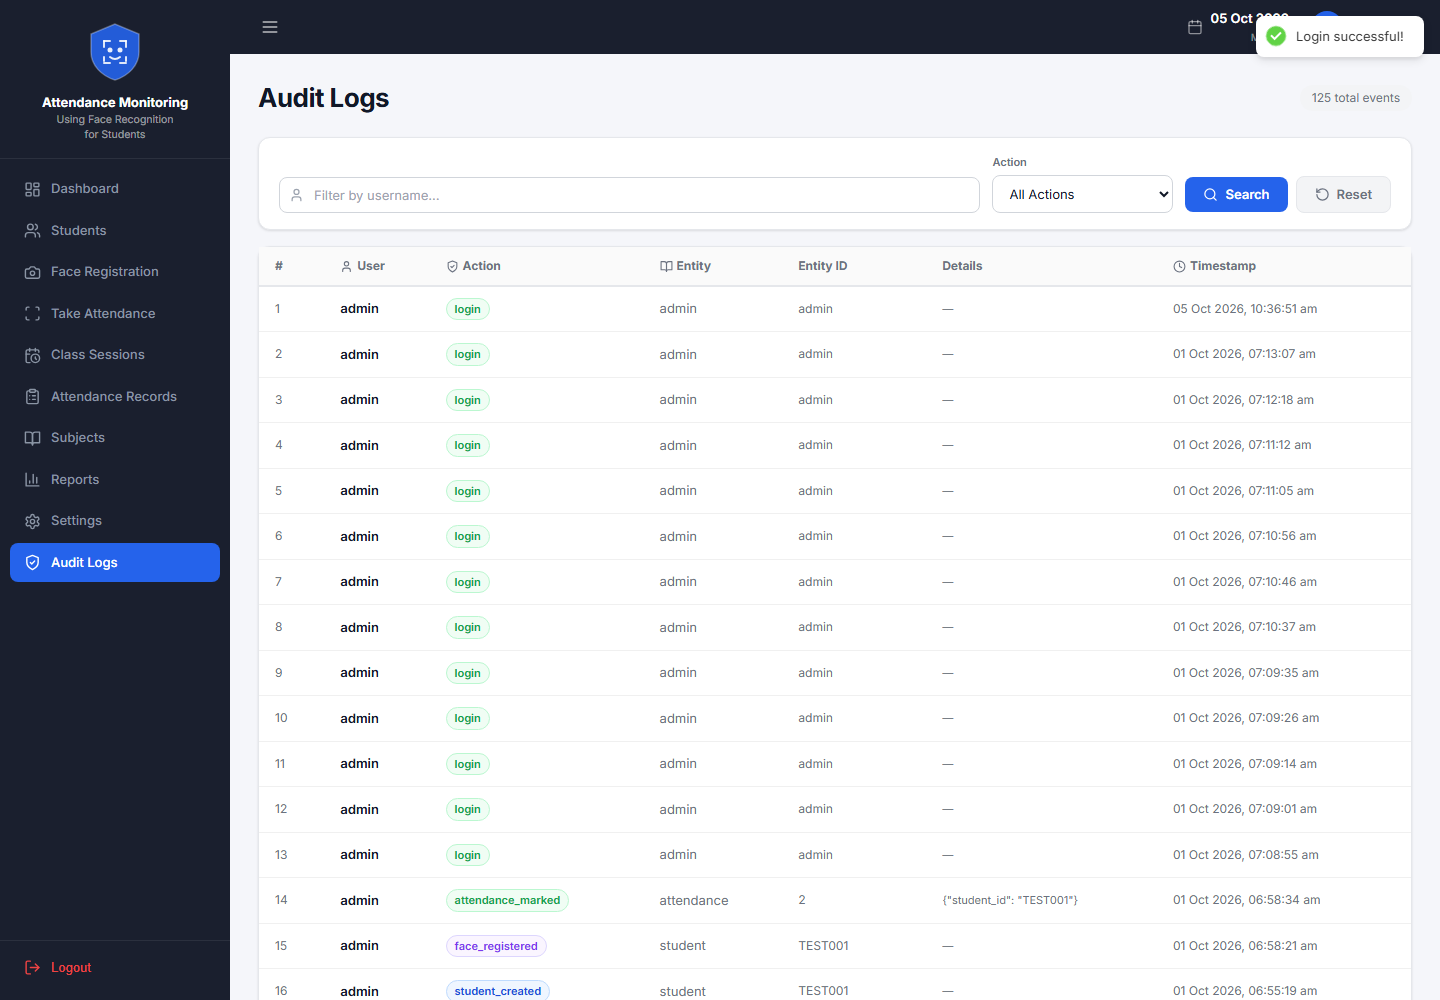 Attendance Monitoring
Using Face Recognition
for Students
Dashboard
Students
Face Registration
Take Attendance
Class Sessions
Attendance Records
Subjects
Reports
Settings
Audit Logs
Logout
05 Oct
Login successful!
Audit Logs
125 total events
Action
Filter by username...
All Actions
Search
Reset
# User Action Entity Entity ID Details Timestamp
1 admin login admin admin — 05 Oct 2026, 10:36:51 am
2 admin login admin admin — 01 Oct 2026, 07:13:07 am
3 admin login admin admin — 01 Oct 2026, 07:12:18 am
4 admin login admin admin — 01 Oct 2026, 07:11:12 am
5 admin login admin admin — 01 Oct 2026, 07:11:05 am
6 admin login admin admin — 01 Oct 2026, 07:10:56 am
7 admin login admin admin — 01 Oct 2026, 07:10:46 am
8 admin login admin admin — 01 Oct 2026, 07:10:37 am
9 admin login admin admin — 01 Oct 2026, 07:09:35 am
10 admin login admin admin — 01 Oct 2026, 07:09:26 am
11 admin login admin admin — 01 Oct 2026, 07:09:14 am
12 admin login admin admin — 01 Oct 2026, 07:09:01 am
13 admin login admin admin — 01 Oct 2026, 07:08:55 am
14 admin attendance_marked attendance 2 {"student_id": "TEST001"} 01 Oct 2026, 06:58:34 am
15 admin face_registered student TEST001 — 01 Oct 2026, 06:58:21 am
16 admin student_created student TEST001 — 01 Oct 2026, 06:55:19 am